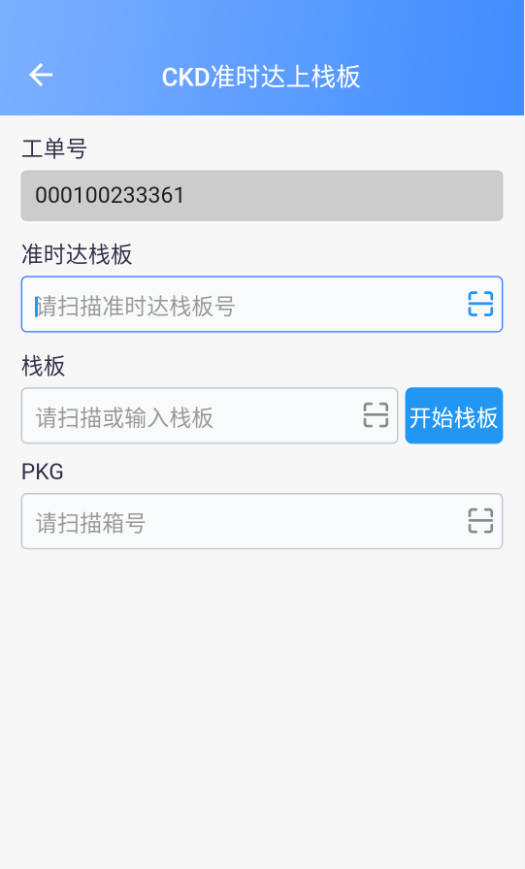 CKD准时达上栈板
工单号
000100233361
准时达栈板
请扫描准时达栈板号
栈板
请扫描或输入栈板
开始栈板
PKG
请扫描箱号